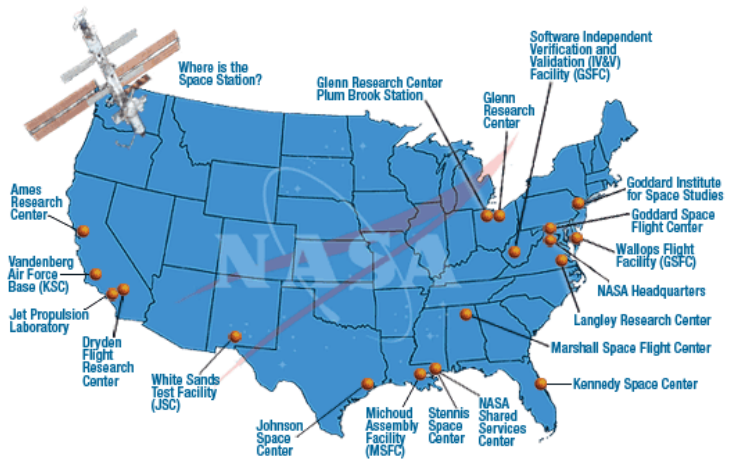 Software Independent
Verification and
Validation (IV&V)
Facility (GSFC)
Where is the
Space Station?
Glenn Research Center
Plum Brook Station
Glenn
Research
Center
Goddard Institute
for Space Studies
Ames
Research
Center
Goddard Space
Flight Center
NASA
Wallops Flight
Facility (GSFC)
Vandenberg
Air Force
Base (KSC)
NASA Headquarters
Jet Propulsion
Laboratory
Langley Research Center
Dryden
Flight
Research
Center
Marshall Space Flight Center
White Sands
Test Facility
(JSC)
Kennedy Space Center
Johnson
Space
Center
Michoud
Assembly
Facility
(MSFC)
Stennis
Space
Center
NASA
Shared
Services
Center